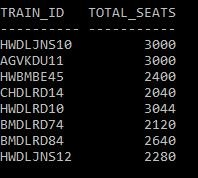 TRAIN_ID TOTAL_SEATS
---------- -----------
HWDLJNS10 3000
AGVKDU11 3000
HWBMBE45 2400
CHDLRD14 2040
HWDLRD10 3044
BMDLRD74 2120
BMDLRD84 2640
HWDLJNS12 2280